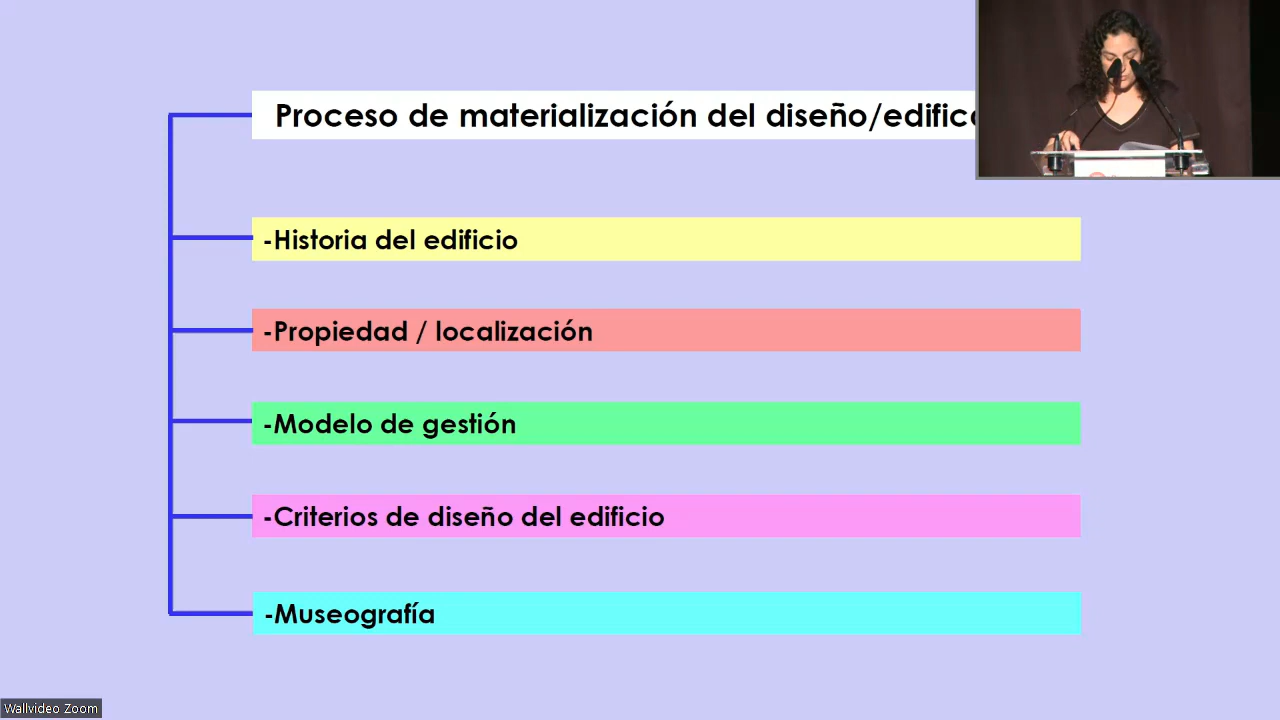 Proceso de materialización del diseño/edific
-Historia del edificio
-Propiedad / localización
-Modelo de gestión
-Criterios de diseño del edificio
-Museografía
Wallvideo Zoom